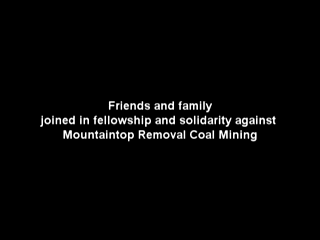 Friends and family
joined in fellowship and solidarity against
Mountaintop Removal Coal Mining